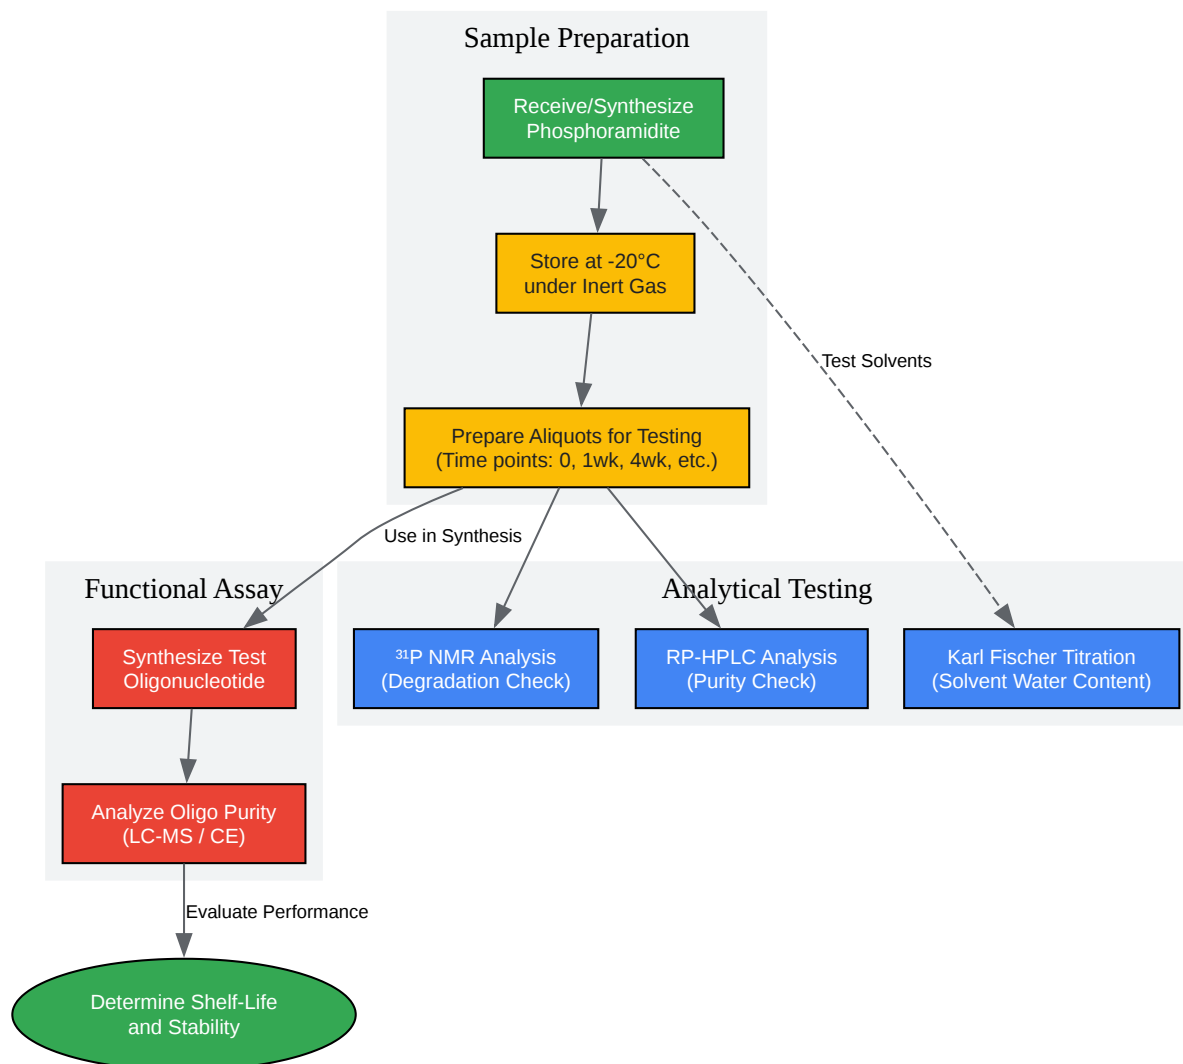 Sample Preparation
Receive/Synthesize
Phosphoramidite
Store at -20°C
under Inert Gas
Test Solvents
Prepare Aliquots for Testing
(Time points: 0, 1wk, 4wk, etc.)
Use in Synthesis
Functional Assay
Analytical Testing
Synthesize Test
Oligonucleotide
³¹P NMR Analysis
(Degradation Check)
RP-HPLC Analysis
(Purity Check)
Karl Fischer Titration
(Solvent Water Content)
Analyze Oligo Purity
(LC-MS / CE)
Evaluate Performance
Determine Shelf-Life
and Stability